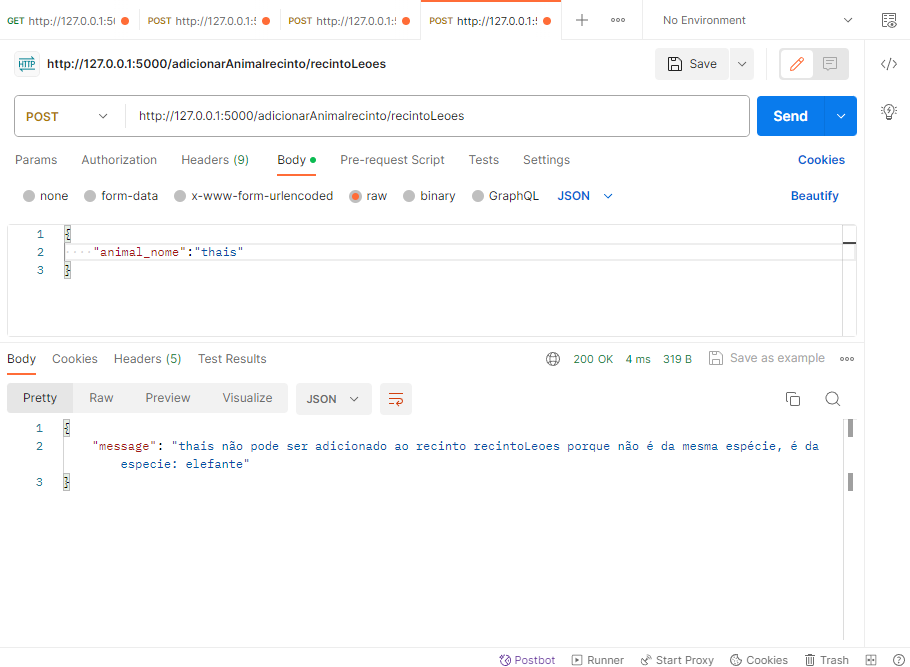 GET http://127.0.0.1:50
POST http://127.0.0.1:5
POST http://127.0.0.1:5
POST http://127.0.0.1:5
No Environment
HTTP http://127.0.0.1:5000/adicionarAnimalrecinto/recintoLeoes
Save
POST http://127.0.0.1:5000/adicionarAnimalrecinto/recintoLeoes
Send
Params Authorization Headers (9) Body Pre-request Script Tests Settings Cookies
none form-data x-www-form-urlencoded raw binary GraphQL JSON Beautify
1 {
2 "animal_nome":"thais"
3 }
Body Cookies Headers (5) Test Results 200 OK 4 ms 319 B Save as example
Pretty Raw Preview Visualize JSON
1 {
2 "message": "thais não pode ser adicionado ao recinto recintoLeoes porque não é da mesma espécie, é da
especie: elefante"
3 }
Postbot Runner Start Proxy Cookies Trash